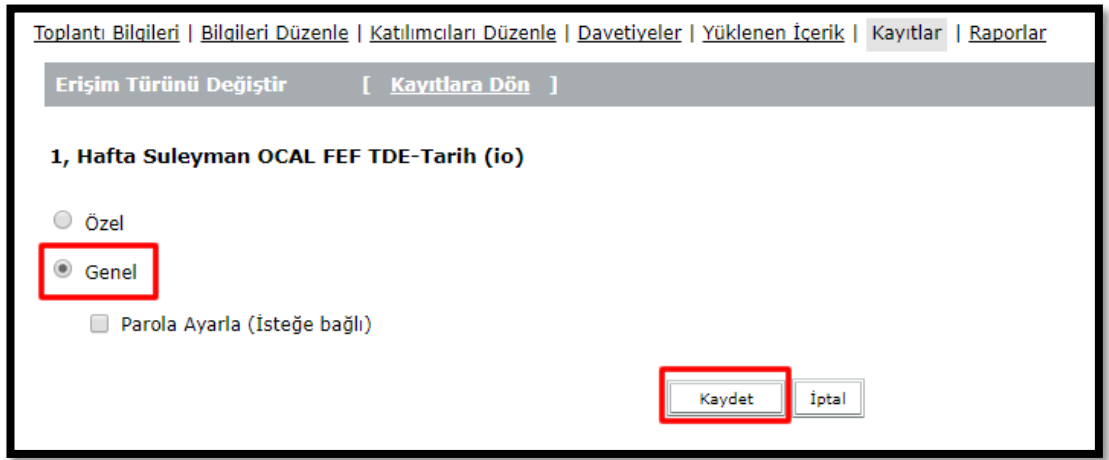 Toplantı Bilgileri | Bilgileri Düzenle | Katılımcıları Düzenle | Davetiyeler | Yüklenen İçerik | Kayıtlar | Raporlar
Erişim Türünü Değiştir [ Kayıtlara Dön ]
1, Hafta Suleyman OCAL FEF TDE-Tarih (io)
Özel
Genel
Parola Ayarla (İsteğe bağlı)
Kaydet İptal